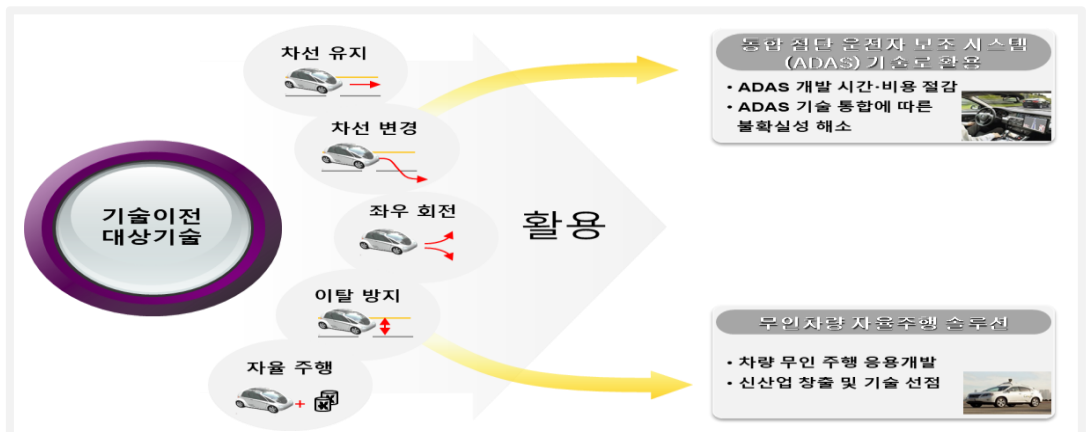 기술이전
대상기술
차선 유지
차선 변경
좌우 회전
이탈 방지
자율 주행
+
활용
통합 첨단 운전자 보조 시스템
(ADAS) 기술로 활용
• ADAS 개발 시간·비용 절감
• ADAS 기술 통합에 따른
불확실성 해소
무인차량 자율주행 솔루션
• 차량 무인 주행 응용개발
• 신산업 창출 및 기술 선점